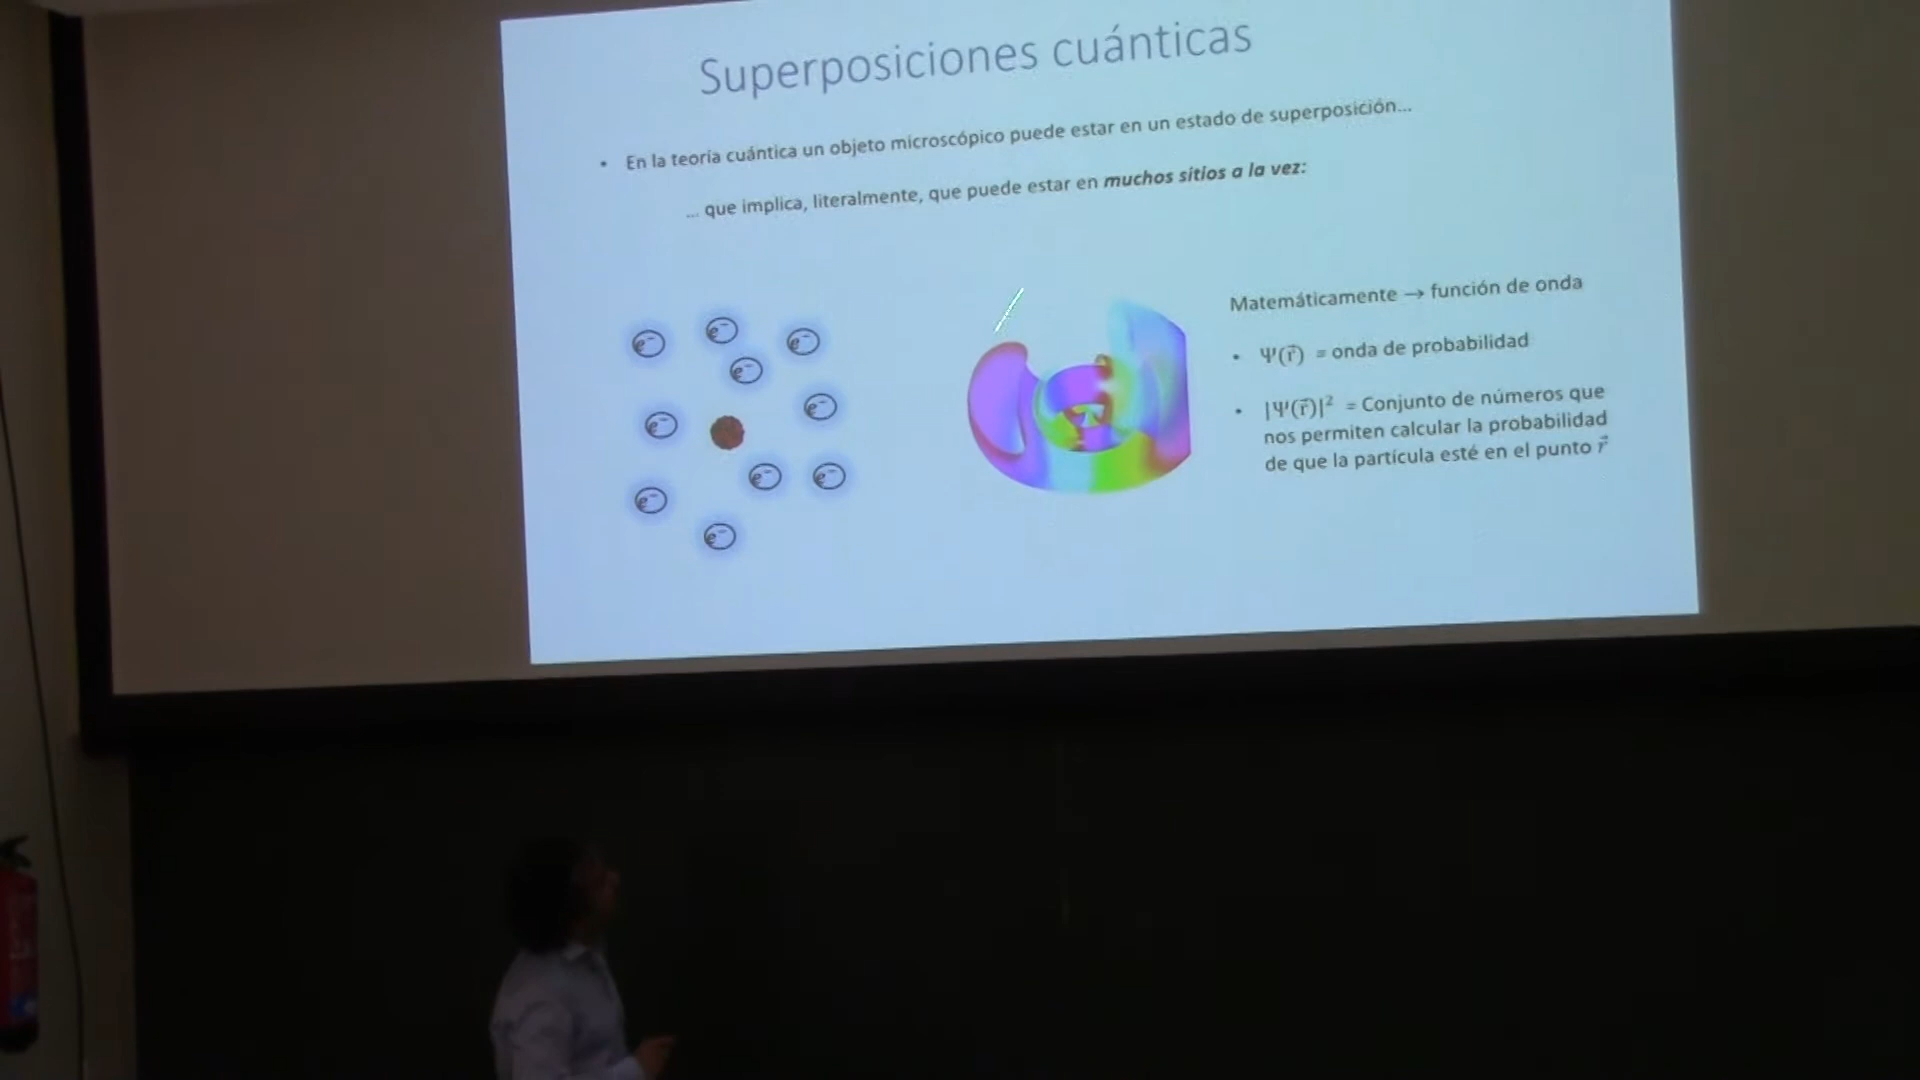 Superposiciones cuánticas
• En la teoría cuántica un objeto microscópico puede estar en un estado de superposición...
... que implica, literalmente, que puede estar en muchos sitios a la vez:
e⁻
e⁻
e⁻
e⁻
e⁻
e⁻
e⁻
e⁻
e⁻
e⁻
Matemáticamente → función de onda
• Ψ(r⃗) = onda de probabilidad
• |Ψ(r⃗)|² = Conjunto de números que
nos permiten calcular la probabilidad
de que la partícula esté en el punto r⃗